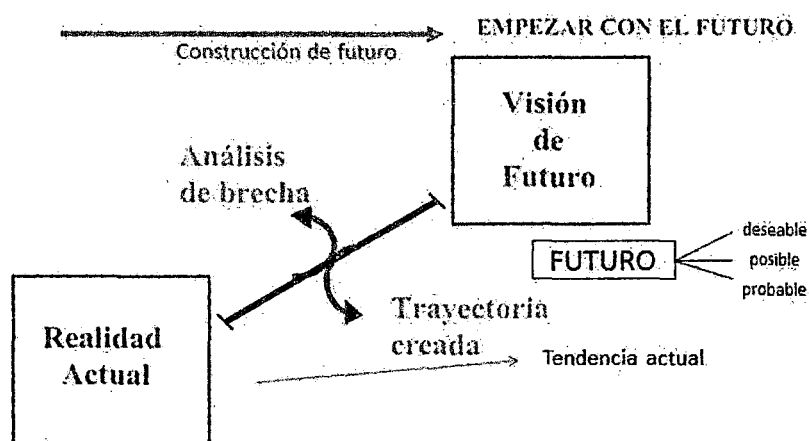 EMPEZAR CON EL FUTURO
Construcción de futuro
Visión
de
Futuro
Análisis
de brecha
deseable
FUTURO
posible
probable
Realidad
Actual
Trayectoria
creada
Tendencia actual